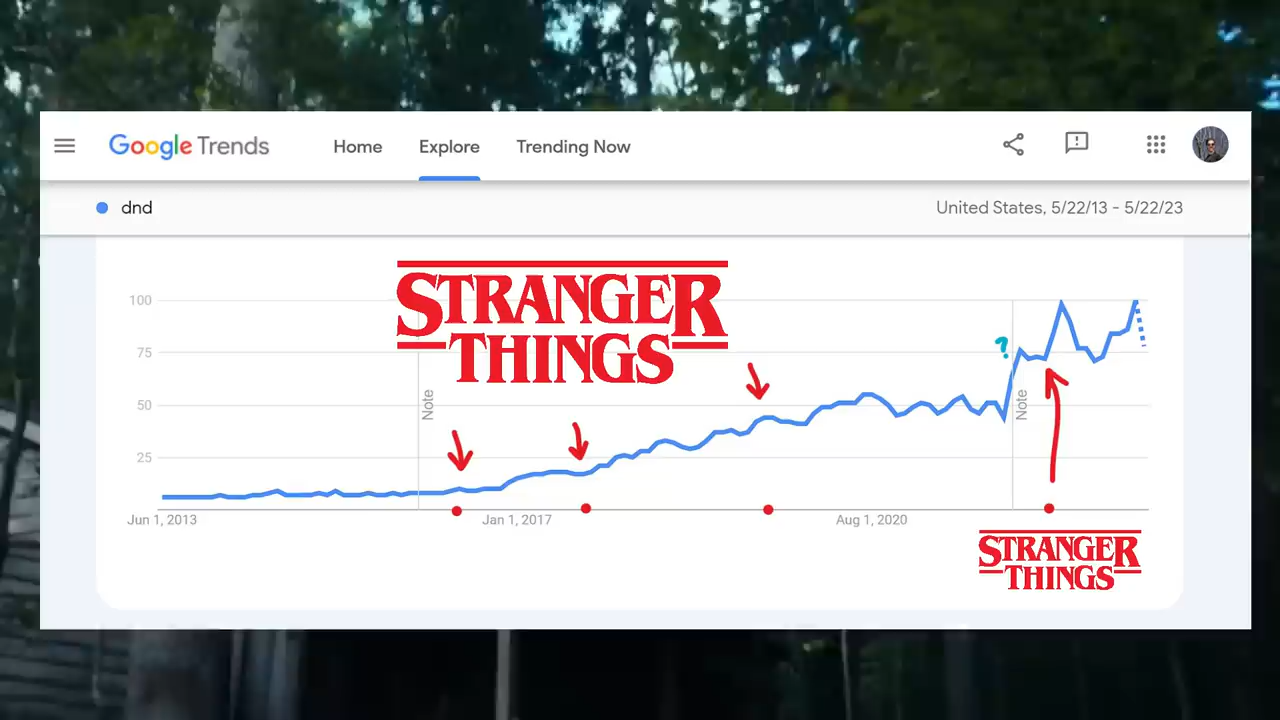 Google Trends
Home
Explore
Trending Now
dnd
United States, 5/22/13 - 5/22/23
STRANGER
THINGS
100
75
50
25
Note
Note
?
Jun 1, 2013
Jan 1, 2017
Aug 1, 2020
STRANGER
THINGS